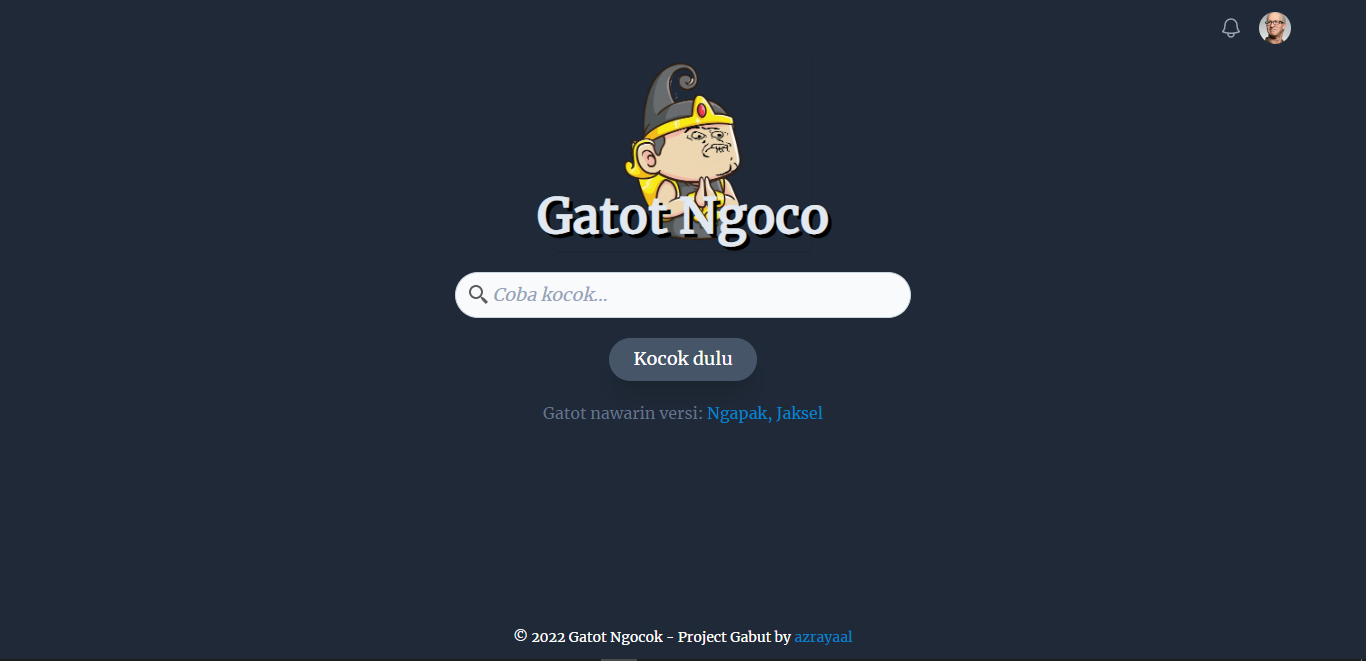 Gatot Ngoco
Coba kocok...
Kocok dulu
Gatot nawarin versi: Ngapak, Jaksel
© 2022 Gatot Ngocok - Project Gabut by azrayaal